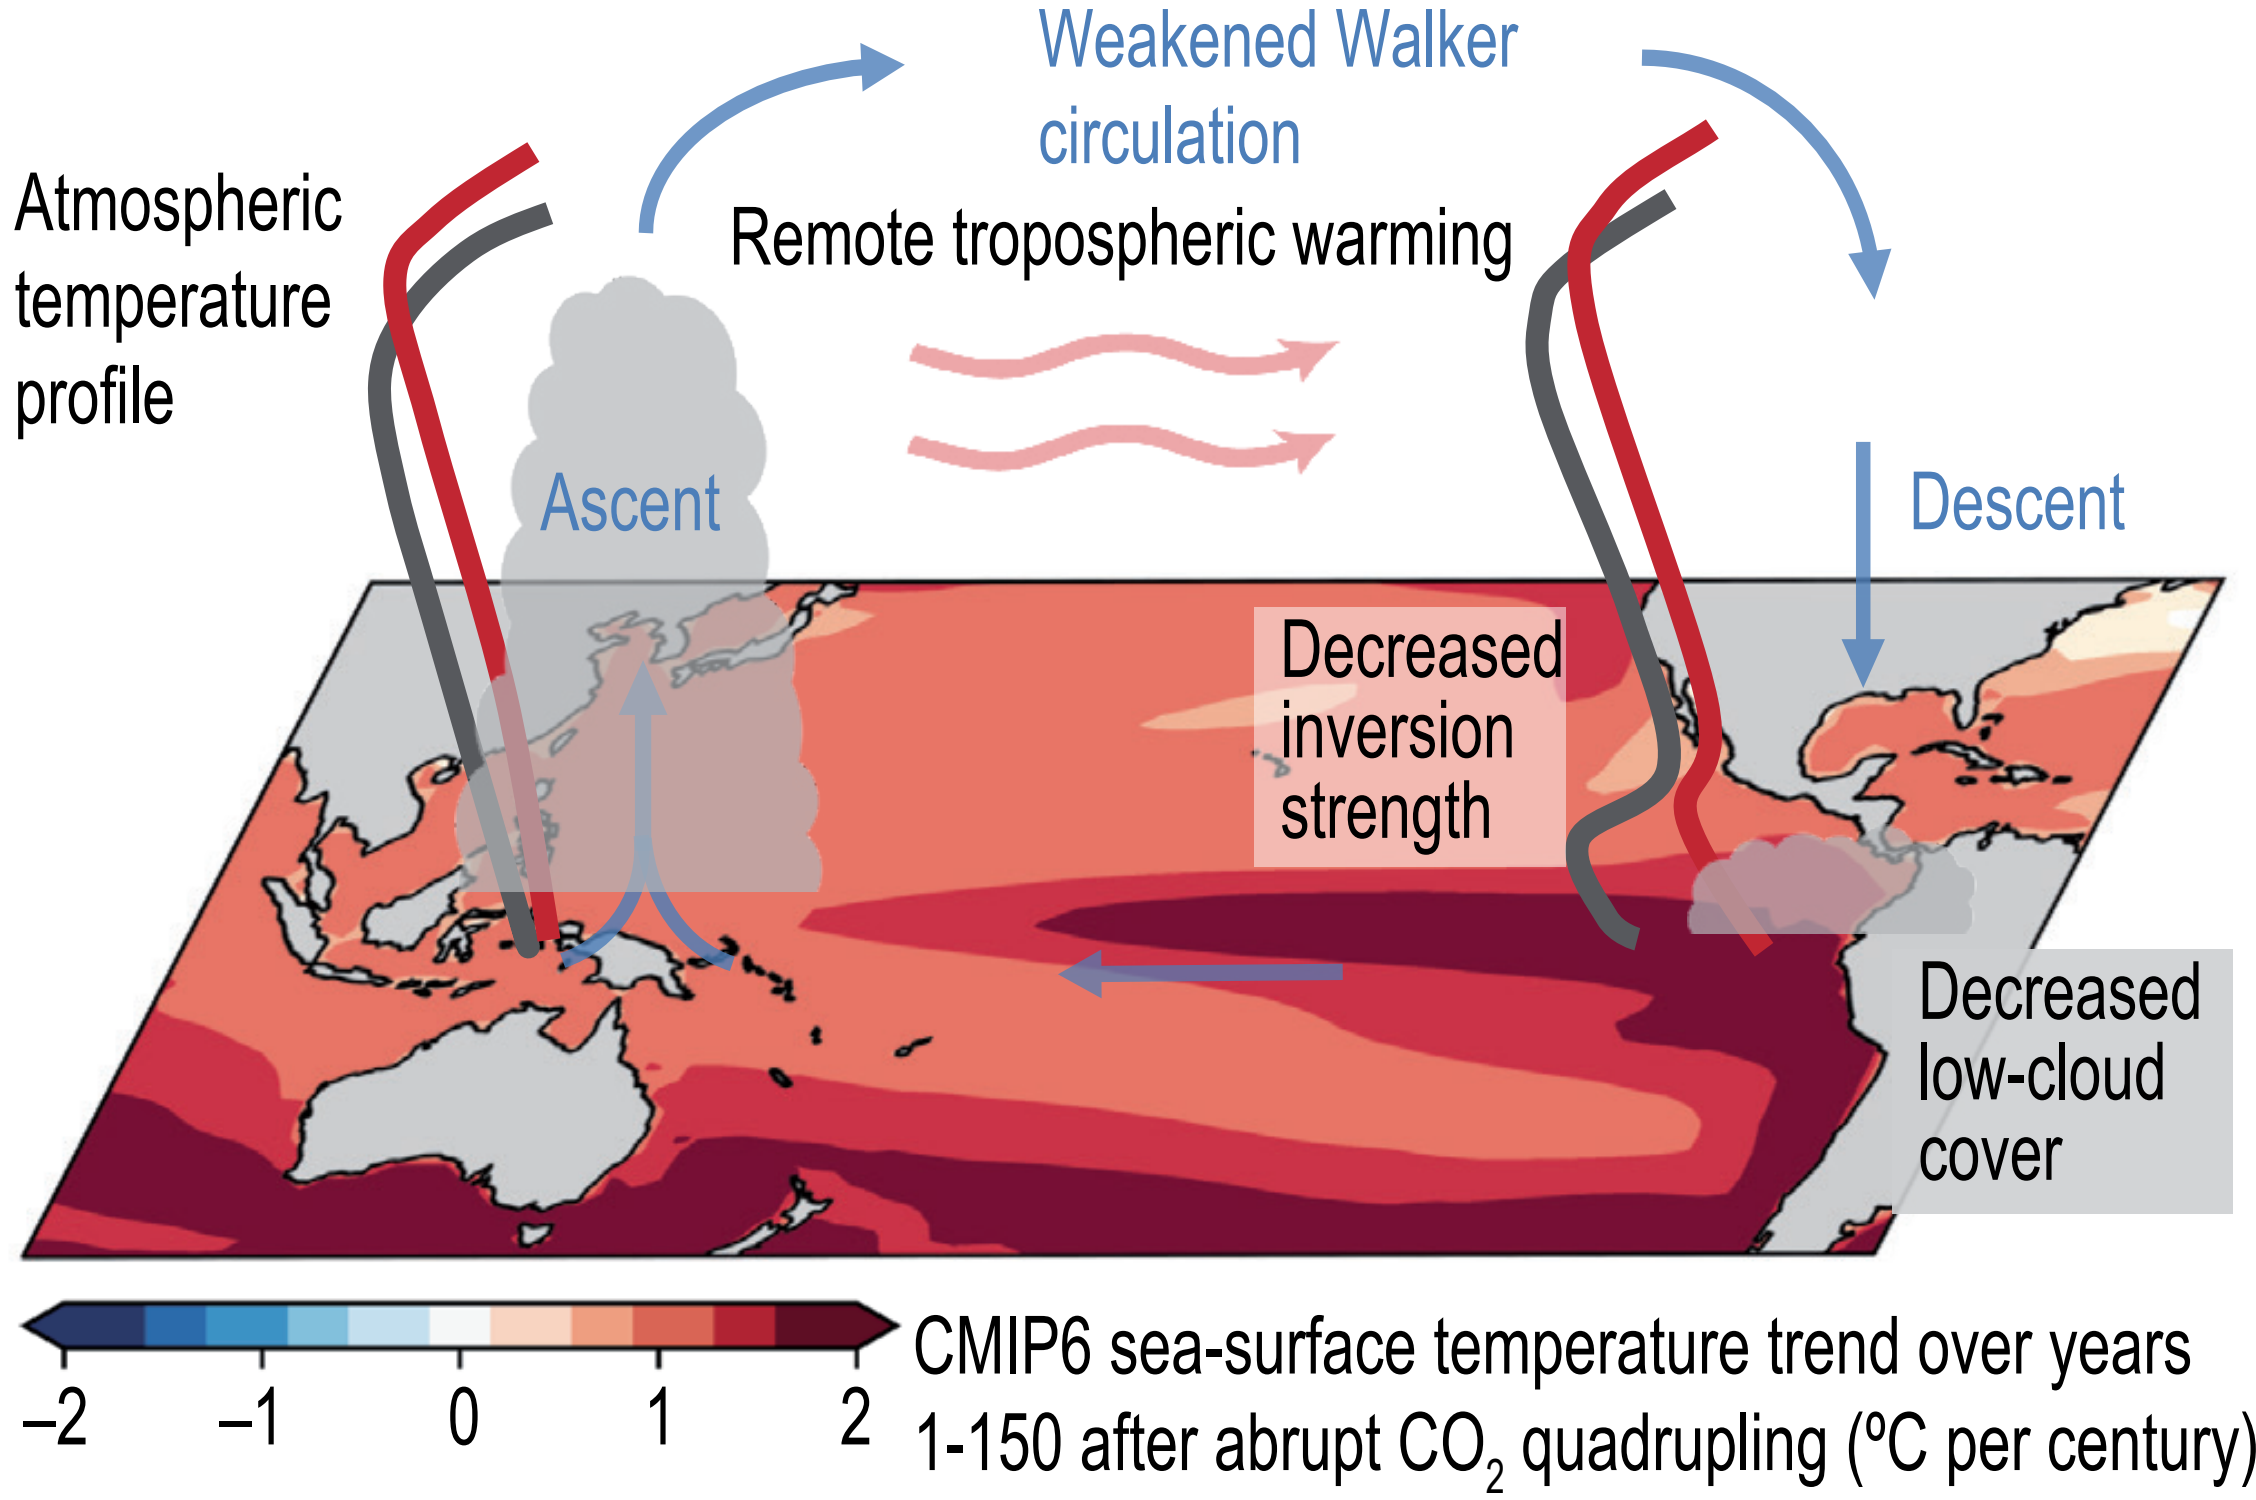 Weakened Walker
circulation
Atmospheric
temperature
profile
Remote tropospheric warming
Ascent
Descent
Decreased
inversion
strength
Decreased
low-cloud
cover
–2 –1 0 1 2
CMIP6 sea-surface temperature trend over years
1-150 after abrupt CO₂ quadrupling (ºC per century)